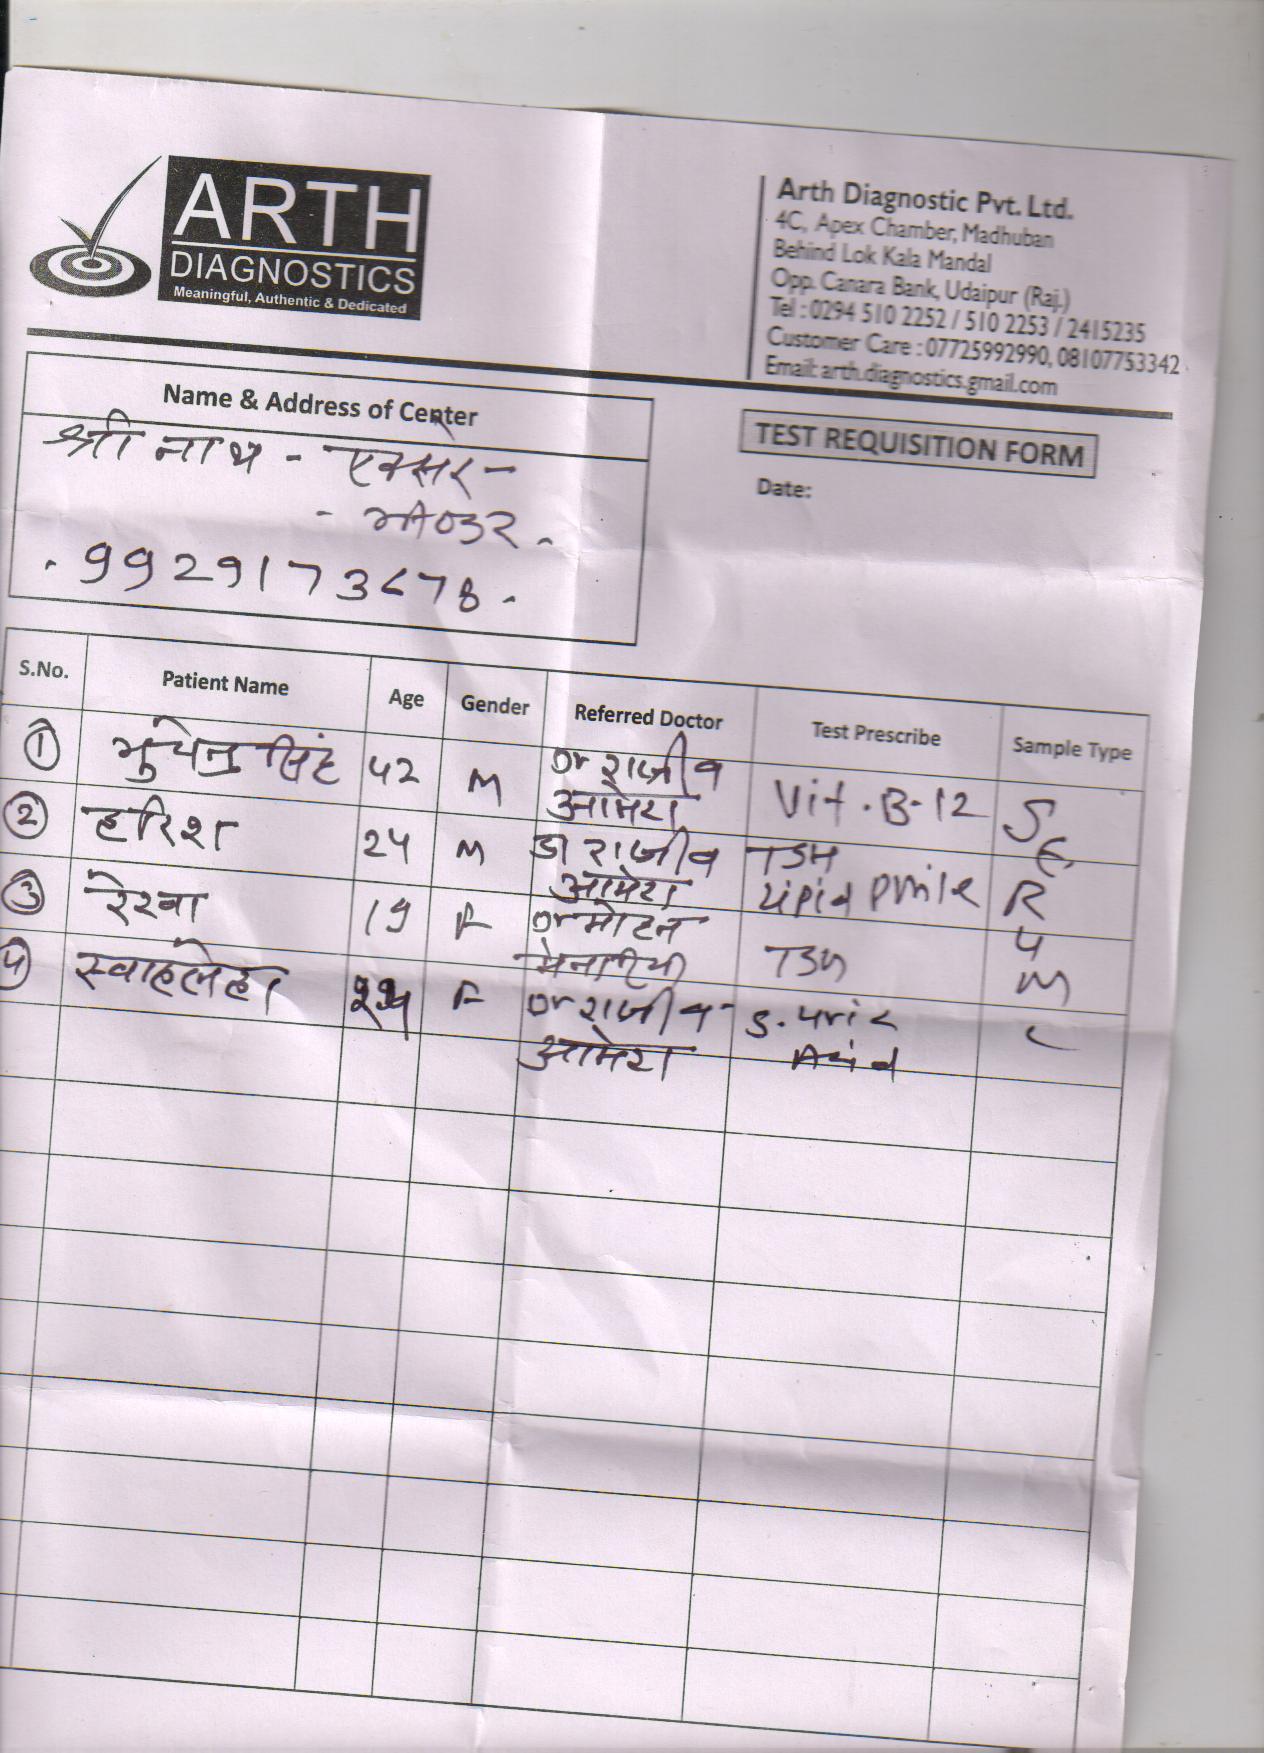 ARTH
DIAGNOSTICS
Meaningful, Authentic & Dedicated
Arth Diagnostic Pvt. Ltd.
4C, Apex Chamber, Madhuban
Behind Lok Kala Mandal
Opp. Canara Bank, Udaipur (Raj.)
Tel : 0294 510 2252 / 510 2253 / 2415235
Customer Care : 07725992990, 08107753342
Email: arth.diagnostics.gmail.com
Name & Address of Center
श्री नाथ - एक्सरे -
TEST REQUISITION FORM
Date:
S.No. Patient Name Age Gender Referred Doctor Test Prescribe Sample Type
1 सिंह 42 M Dr राजीव आमेटा Vit. B-12 S
2 हरिश 24 M डा राजीव आमेटा TSH Lipid Profile E R
3 रेखा 19 F Dr TSH U M
4 F Dr राजीव आमेटा S. Uric Acid